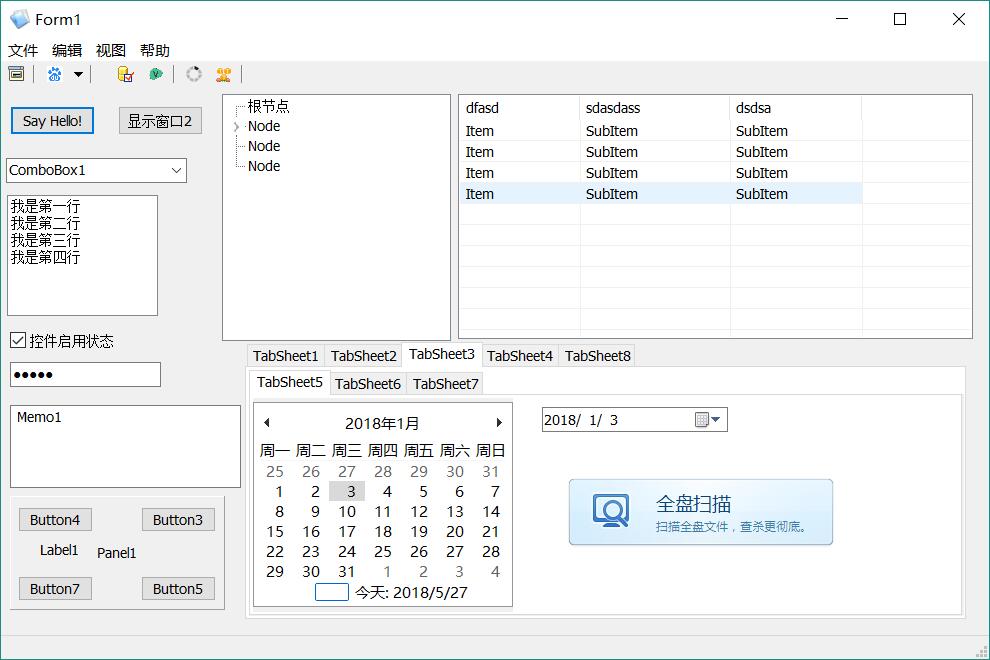 Form1
文件 编辑 视图 帮助
Say Hello!
显示窗口2
ComboBox1
我是第一行
我是第二行
我是第三行
我是第四行
控件启用状态
●●●●●
Memo1
Button4
Button3
Label1
Panel1
Button7
Button5
根节点
Node
Node
Node
dfasd sdasdass dsdsa
Item SubItem SubItem
Item SubItem SubItem
Item SubItem SubItem
Item SubItem SubItem
TabSheet1 TabSheet2 TabSheet3 TabSheet4 TabSheet8
TabSheet5 TabSheet6 TabSheet7
2018年1月
周一 周二 周三 周四 周五 周六 周日
25 26 27 28 29 30 31
1 2 3 4 5 6 7
8 9 10 11 12 13 14
15 16 17 18 19 20 21
22 23 24 25 26 27 28
29 30 31 1 2 3 4
今天: 2018/5/27
2018/ 1/ 3
全盘扫描
扫描全盘文件，查杀更彻底。